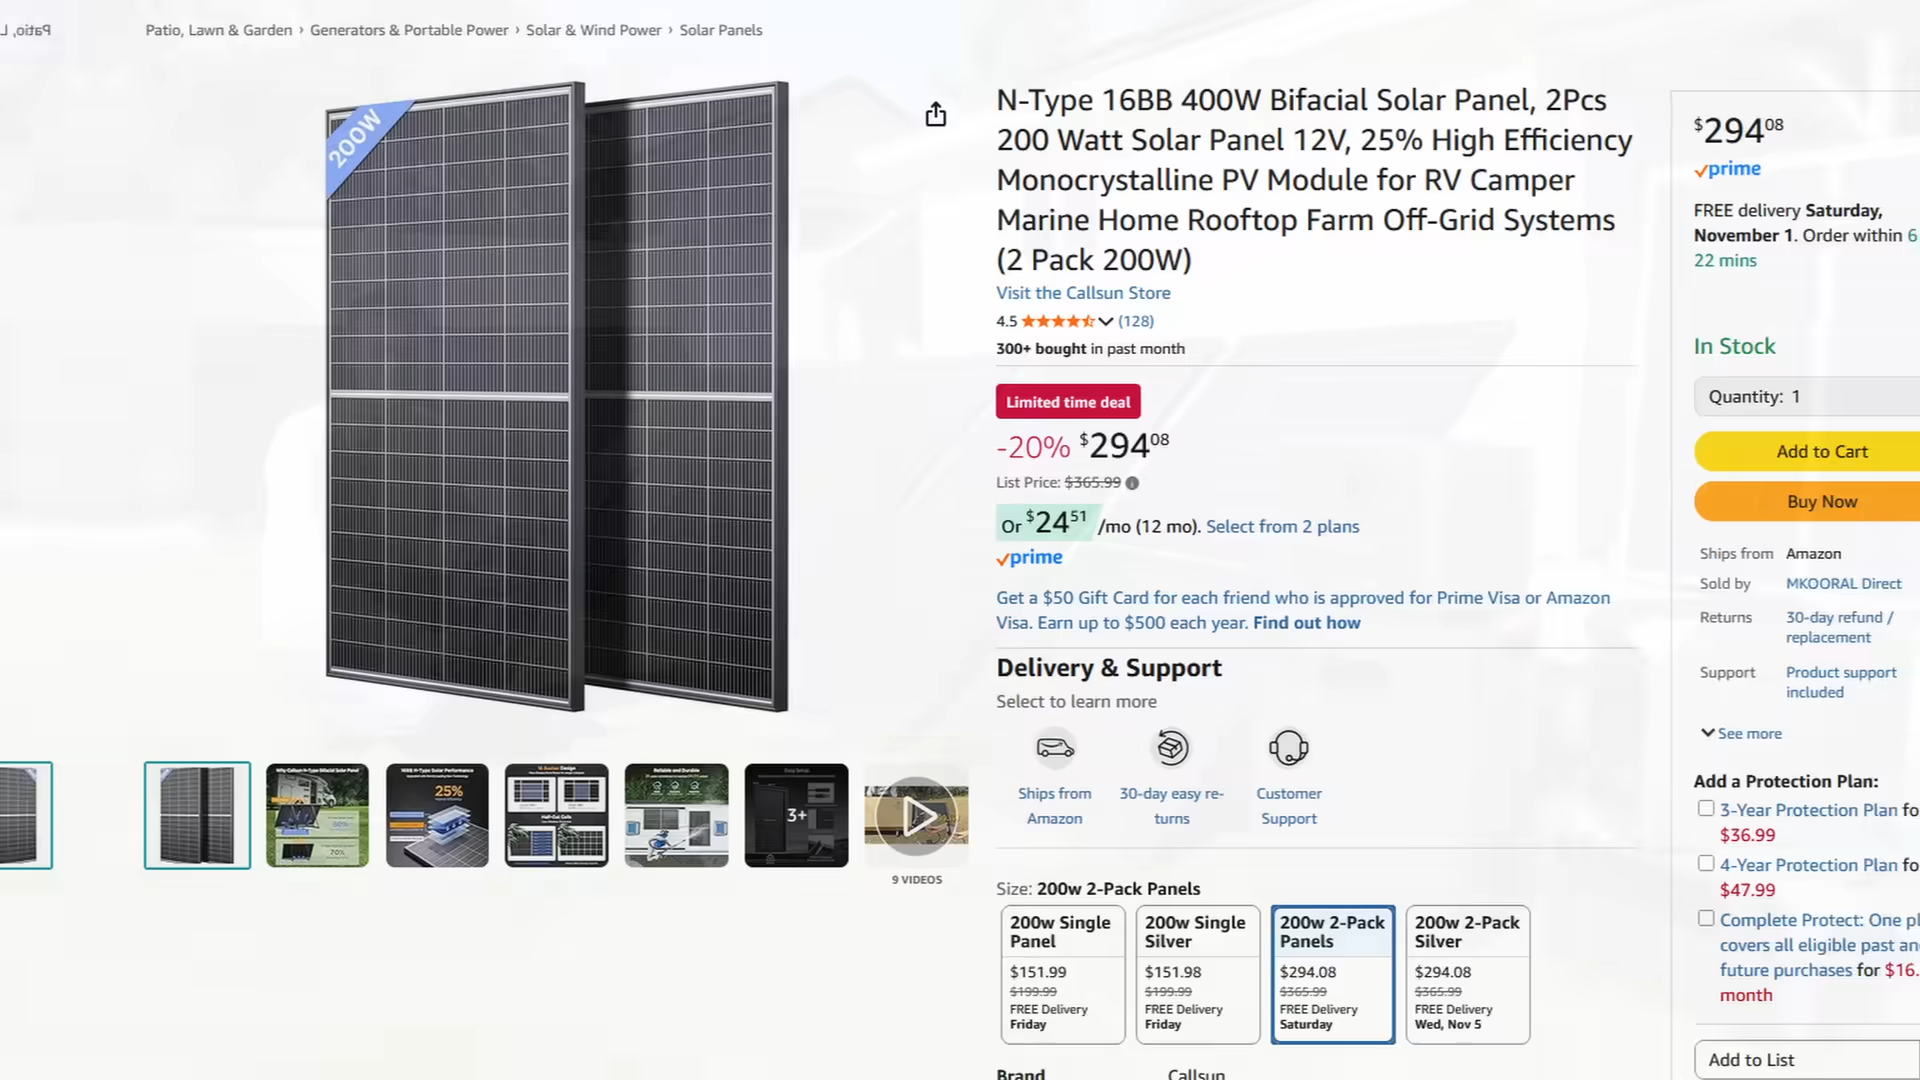 Patio, Lawn & Garden › Generators & Portable Power › Solar & Wind Power › Solar Panels
200W
N-Type 16BB 400W Bifacial Solar Panel, 2Pcs
200 Watt Solar Panel 12V, 25% High Efficiency
Monocrystalline PV Module for RV Camper
Marine Home Rooftop Farm Off-Grid Systems
(2 Pack 200W)
Visit the Callsun Store
4.5 (128)
300+ bought in past month
Limited time deal
-20% $294.08
List Price: $365.99
Or $24.51 /mo (12 mo). Select from 2 plans
prime
Get a $50 Gift Card for each friend who is approved for Prime Visa or Amazon
Visa. Earn up to $500 each year. Find out how
Delivery & Support
Select to learn more
Ships from
Amazon
30-day easy re-
turns
Customer
Support
25%
3+
70%
9 VIDEOS
Size: 200w 2-Pack Panels
200w Single
Panel
$151.99
$199.99
FREE Delivery
Friday
200w Single
Silver
$151.98
$199.99
FREE Delivery
Friday
200w 2-Pack
Panels
$294.08
$365.99
FREE Delivery
Saturday
200w 2-Pack
Silver
$294.08
$365.99
FREE Delivery
Wed, Nov 5
Brand Callsun
$294.08
prime
FREE delivery Saturday,
November 1. Order within 6
22 mins
In Stock
Quantity: 1
Add to Cart
Buy Now
Ships from Amazon
Sold by MKOORAL Direct
Returns 30-day refund /
replacement
Support Product support
included
See more
Add a Protection Plan:
3-Year Protection Plan fo
$36.99
4-Year Protection Plan fo
$47.99
Complete Protect: One pl
covers all eligible past an
future purchases for $16.
month
Add to List